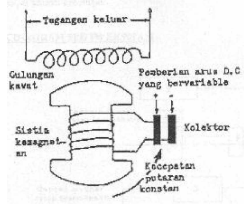 Tegangan keluar
Gulungan
kawat
Pemberian arus D.C
yang bervariable
Sistim
kemagnet
an
Kolektor
Kecepatan
putaran
konstan